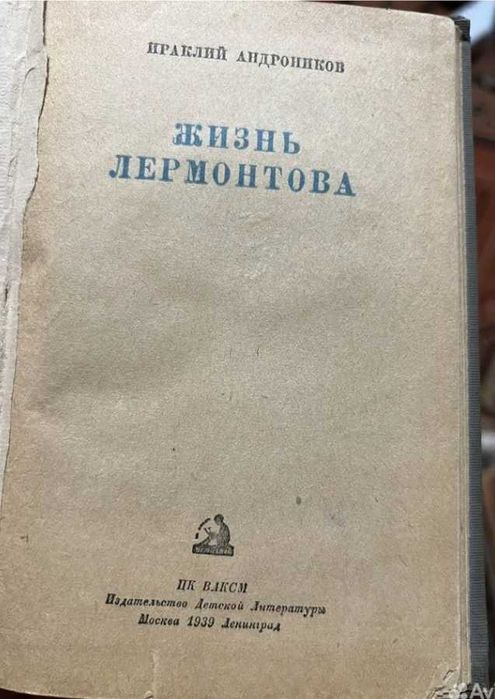 ИРАКЛИЙ АНДРОНИКОВ
ЖИЗНЬ
ЛЕРМОНТОВА
ЦК ВЛКСМ
Издательство Детской Литературы
Москва 1939 Ленинград